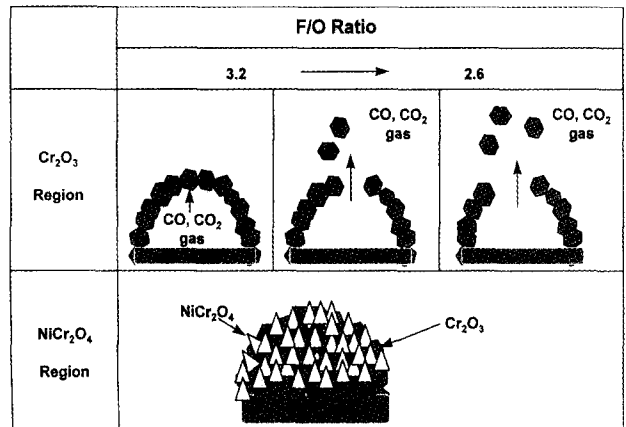 F/O Ratio
3.2 2.6
Cr₂O₃
Region
CO, CO₂
gas
CO, CO₂
gas
CO, CO₂
gas
NiCr₂O₄
Region
NiCr₂O₄
Cr₂O₃